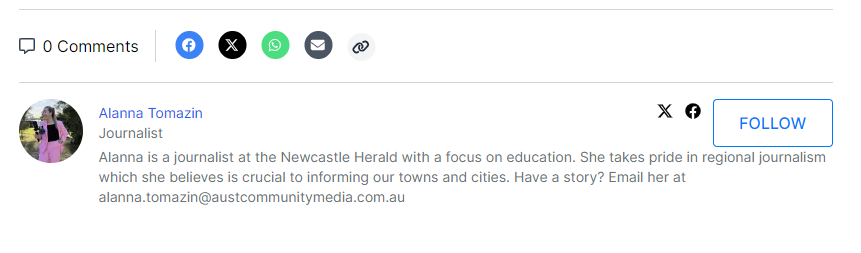 0 Comments
Alanna Tomazin
FOLLOW
Journalist
Alanna is a journalist at the Newcastle Herald with a focus on education. She takes pride in regional journalism
which she believes is crucial to informing our towns and cities. Have a story? Email her at
alanna.tomazin@austcommunitymedia.com.au